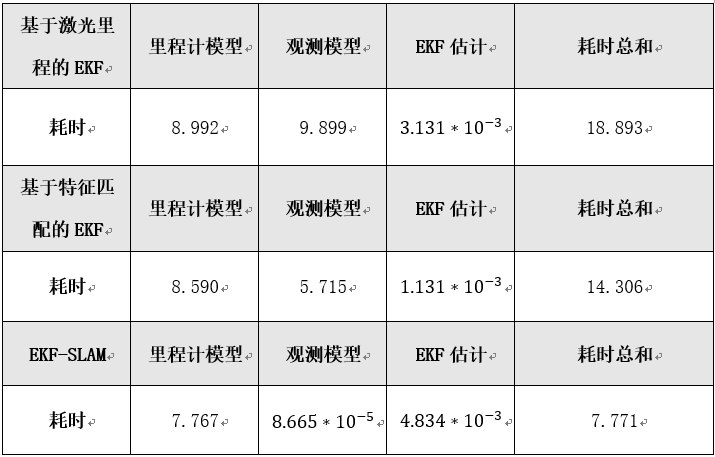 基于激光里程的 EKF 里程计模型 观测模型 EKF 估计 耗时总和
耗时 8.992 9.899 3.131 ∗ 10⁻³ 18.893
基于特征匹配的 EKF 里程计模型 观测模型 EKF 估计 耗时总和
耗时 8.590 5.715 1.131 ∗ 10⁻³ 14.306
EKF-SLAM 里程计模型 观测模型 EKF 估计 耗时总和
耗时 7.767 8.665 ∗ 10⁻⁵ 4.834 ∗ 10⁻³ 7.771